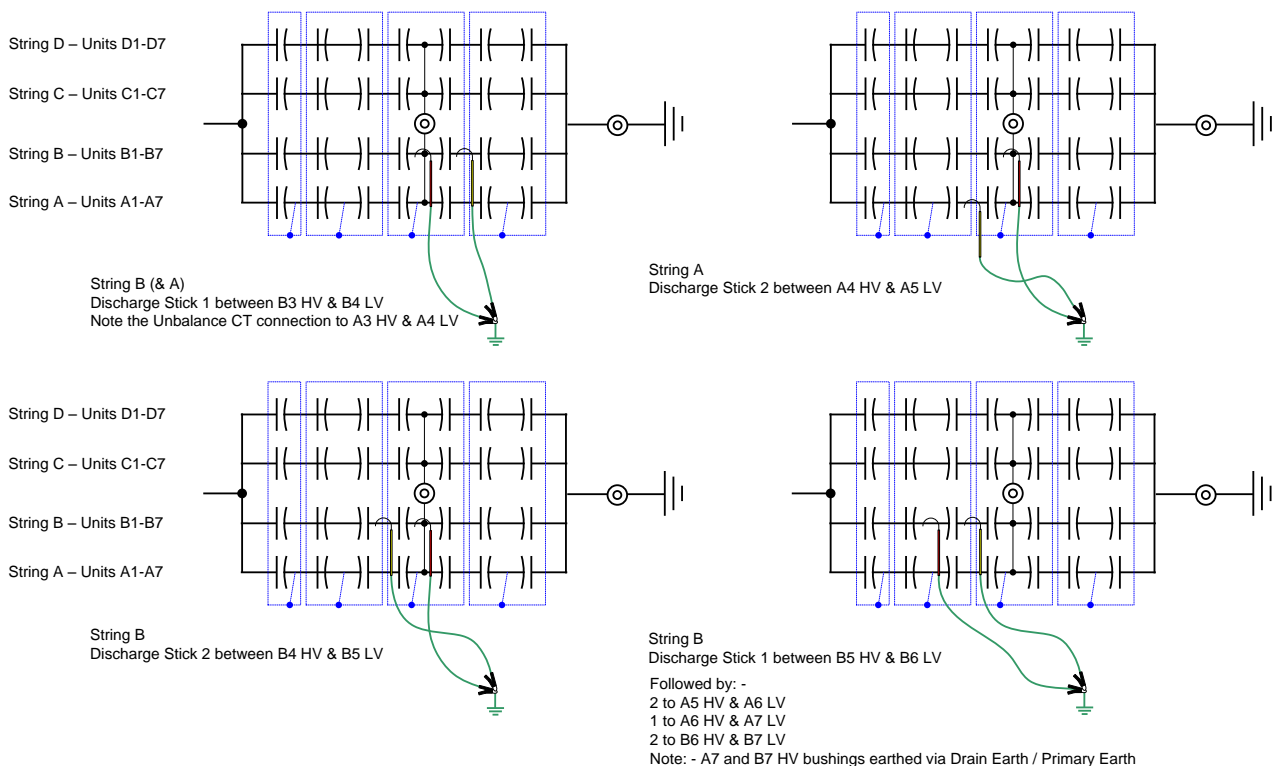 String D – Units D1-D7
String C – Units C1-C7
String B – Units B1-B7
String A – Units A1-A7
String B (& A)
Discharge Stick 1 between B3 HV & B4 LV
Note the Unbalance CT connection to A3 HV & A4 LV
String A
Discharge Stick 2 between A4 HV & A5 LV
String D – Units D1-D7
String C – Units C1-C7
String B – Units B1-B7
String A – Units A1-A7
String B
Discharge Stick 2 between B4 HV & B5 LV
String B
Discharge Stick 1 between B5 HV & B6 LV
Followed by: -
2 to A5 HV & A6 LV
1 to A6 HV & A7 LV
2 to B6 HV & B7 LV
Note: - A7 and B7 HV bushings earthed via Drain Earth / Primary Earth